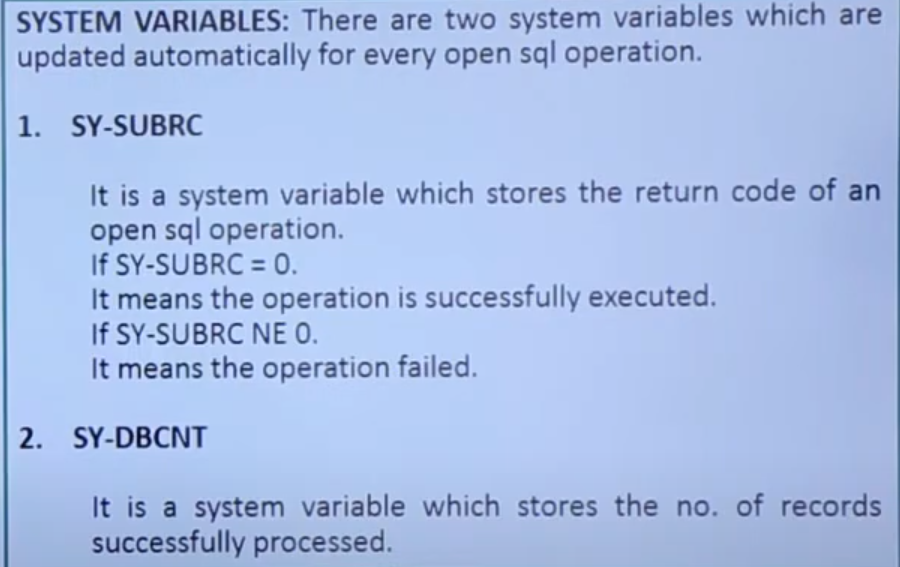 SYSTEM VARIABLES: There are two system variables which are
updated automatically for every open sql operation.
1. SY-SUBRC
It is a system variable which stores the return code of an
open sql operation.
If SY-SUBRC = 0.
It means the operation is successfully executed.
If SY-SUBRC NE 0.
It means the operation failed.
2. SY-DBCNT
It is a system variable which stores the no. of records
successfully processed.